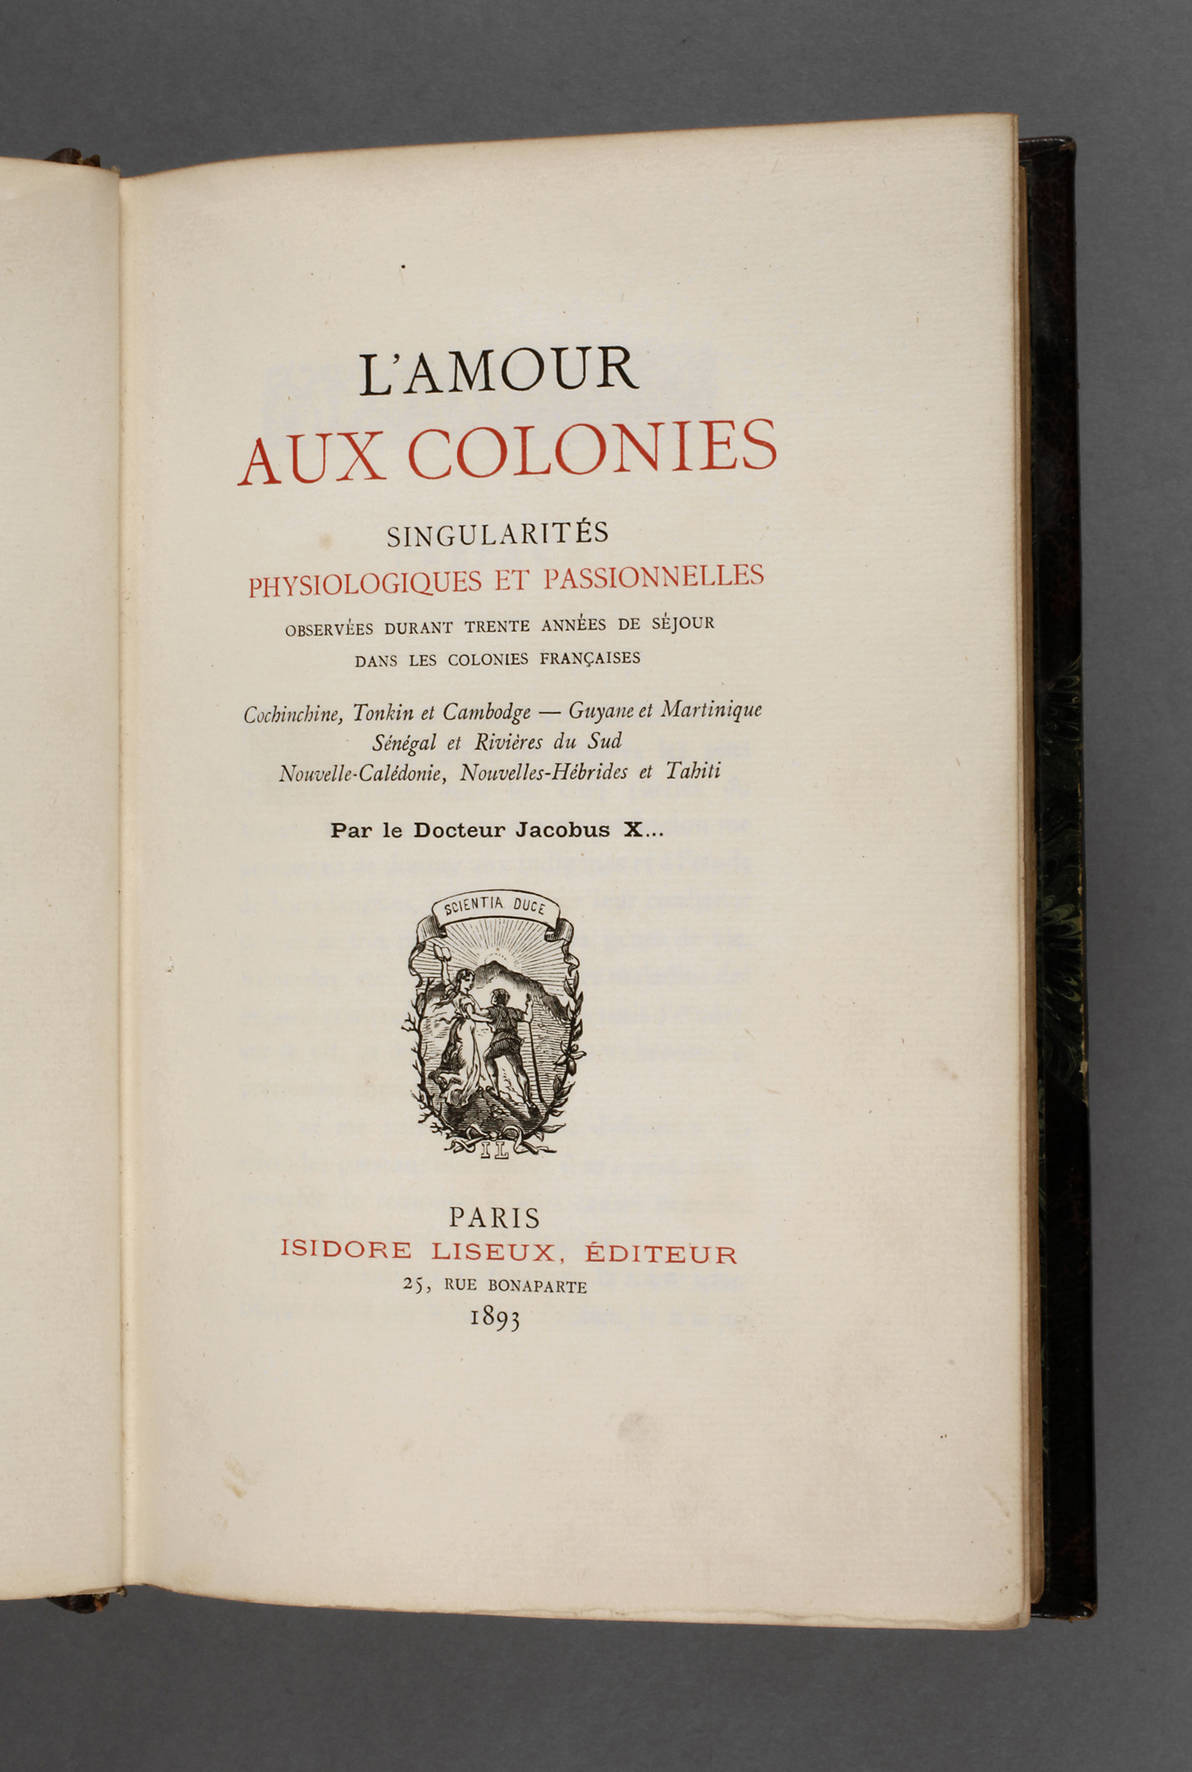 L'AMOUR
AUX COLONIES
SINGULARITÉS
PHYSIOLOGIQUES ET PASSIONNELLES
OBSERVÉES DURANT TRENTE ANNÉES DE SÉJOUR
DANS LES COLONIES FRANÇAISES
Cochinchine, Tonkin et Cambodge — Guyane et Martinique
Sénégal et Rivières du Sud
Nouvelle-Calédonie, Nouvelles-Hébrides et Tahiti
Par le Docteur Jacobus X...
SCIENTIA DUCE
IL
PARIS
ISIDORE LISEUX, ÉDITEUR
25, RUE BONAPARTE
1893